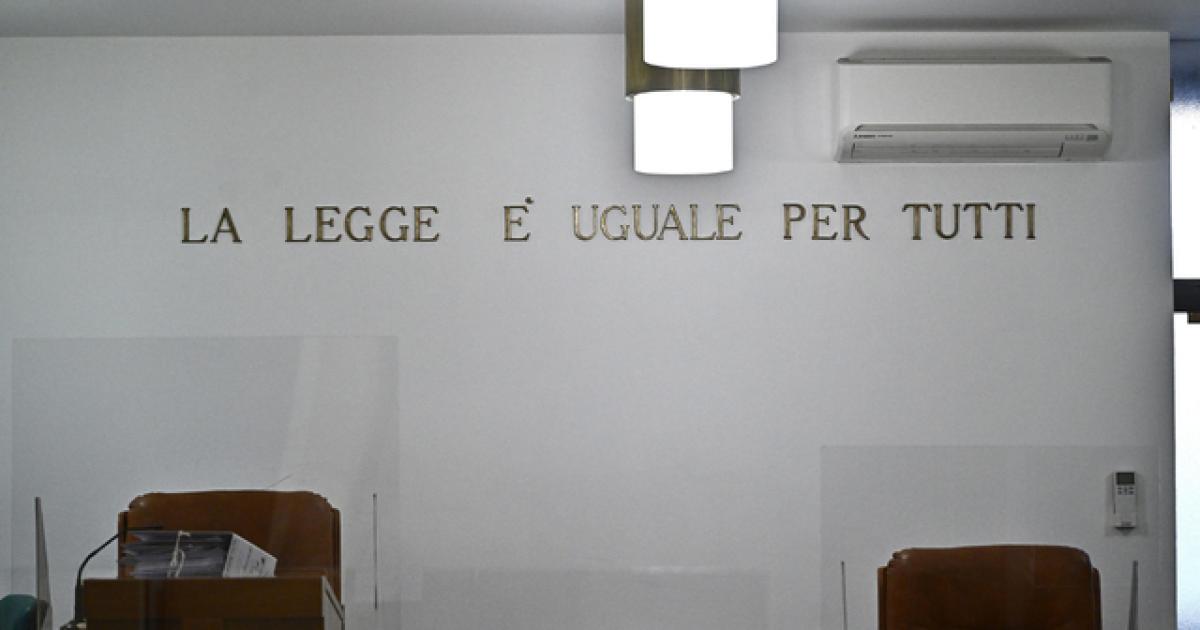 LA LEGGE E' UGUALE PER TUTTI